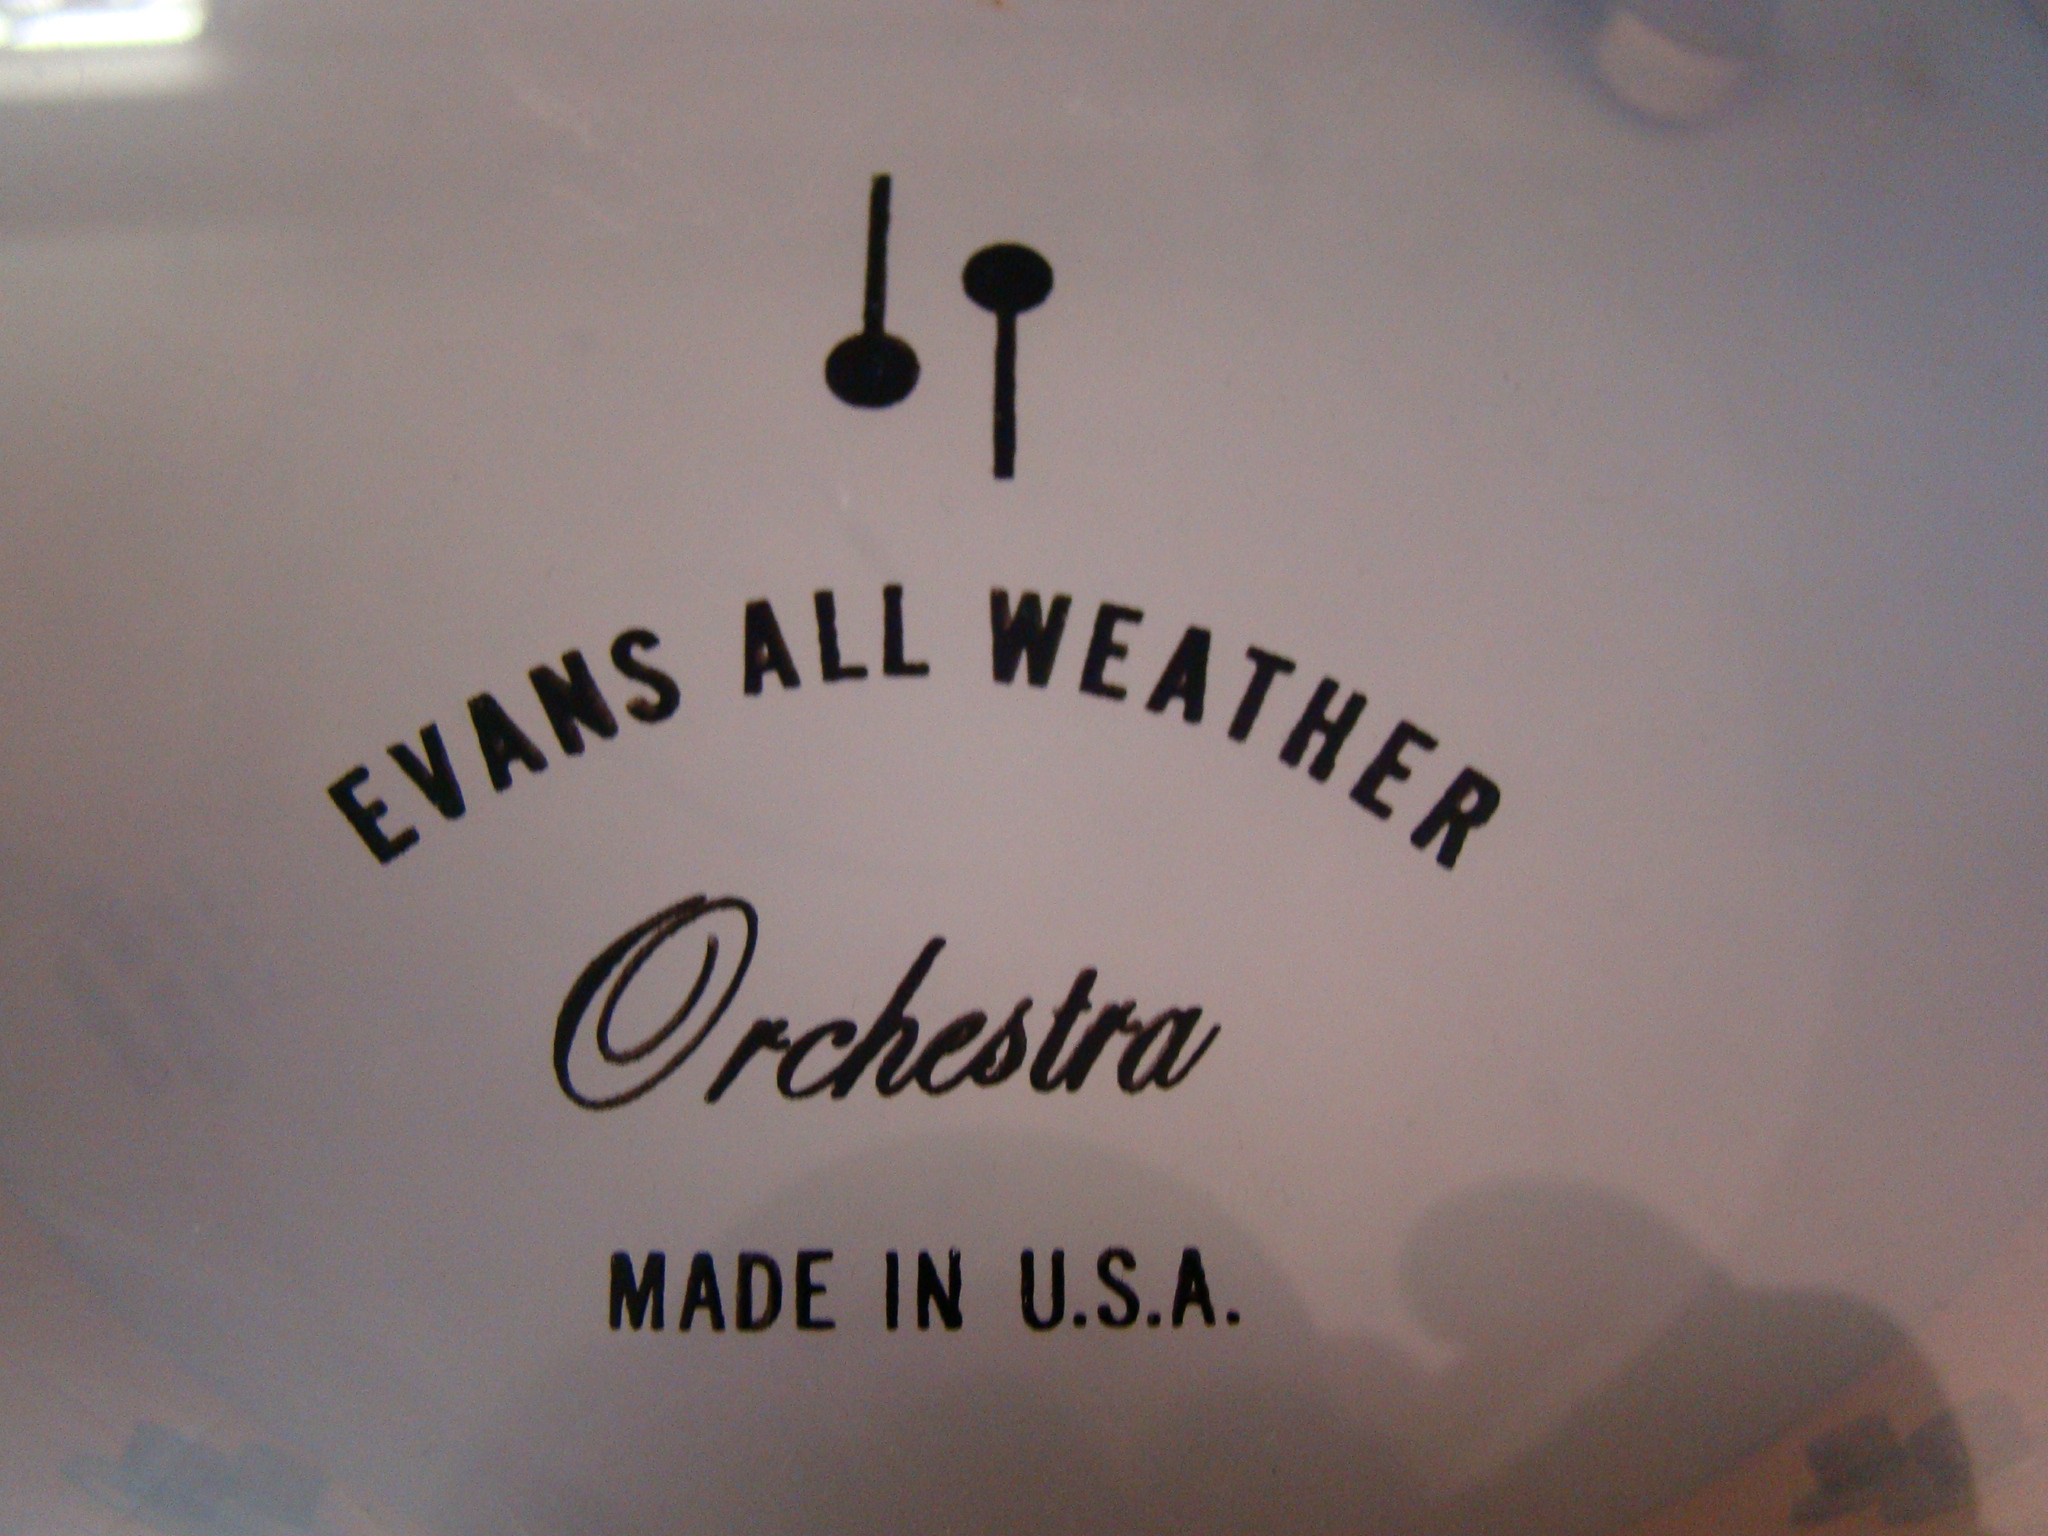 EVANS ALL WEATHER
Orchestra
MADE IN U.S.A.